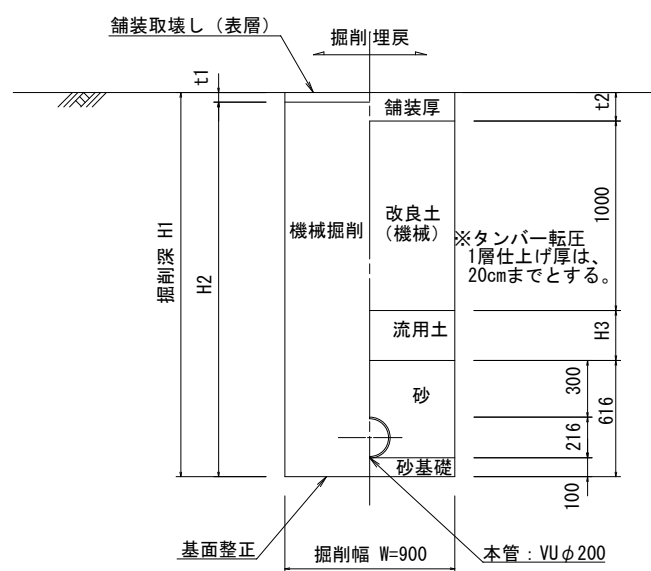 舗装取壊し（表層）
掘削 埋戻
t1
t2
舗装厚
掘削深 H1
H2
機械掘削
改良土
（機械）
※タンパー転圧
1層仕上げ厚は、
20cmまでとする。
1000
流用土
H3
砂
300
616
216
砂基礎
100
基面整正
掘削幅 W=900
本管：VUφ200